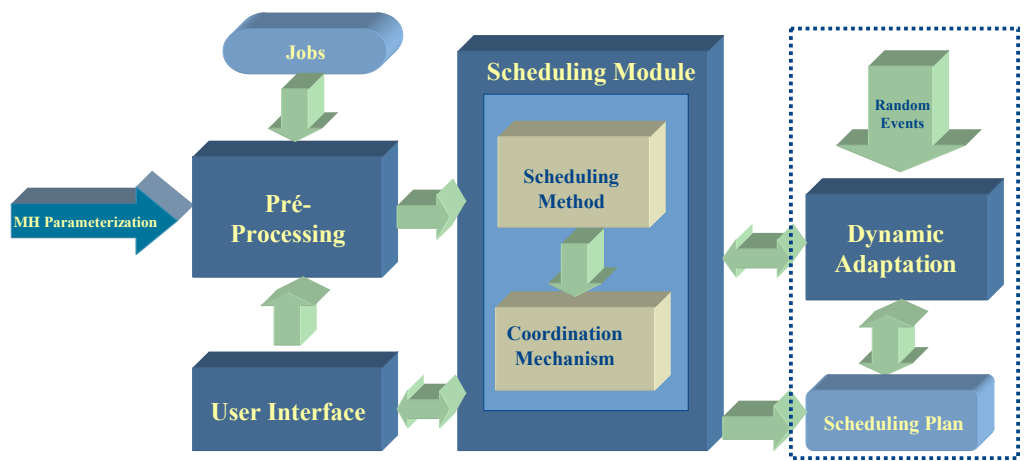 Jobs
Scheduling Module
Random
Events
Scheduling
Method
MH Parameterization
Pré-
Processing
Dynamic
Adaptation
Coordination
Mechanism
User Interface
Scheduling Plan